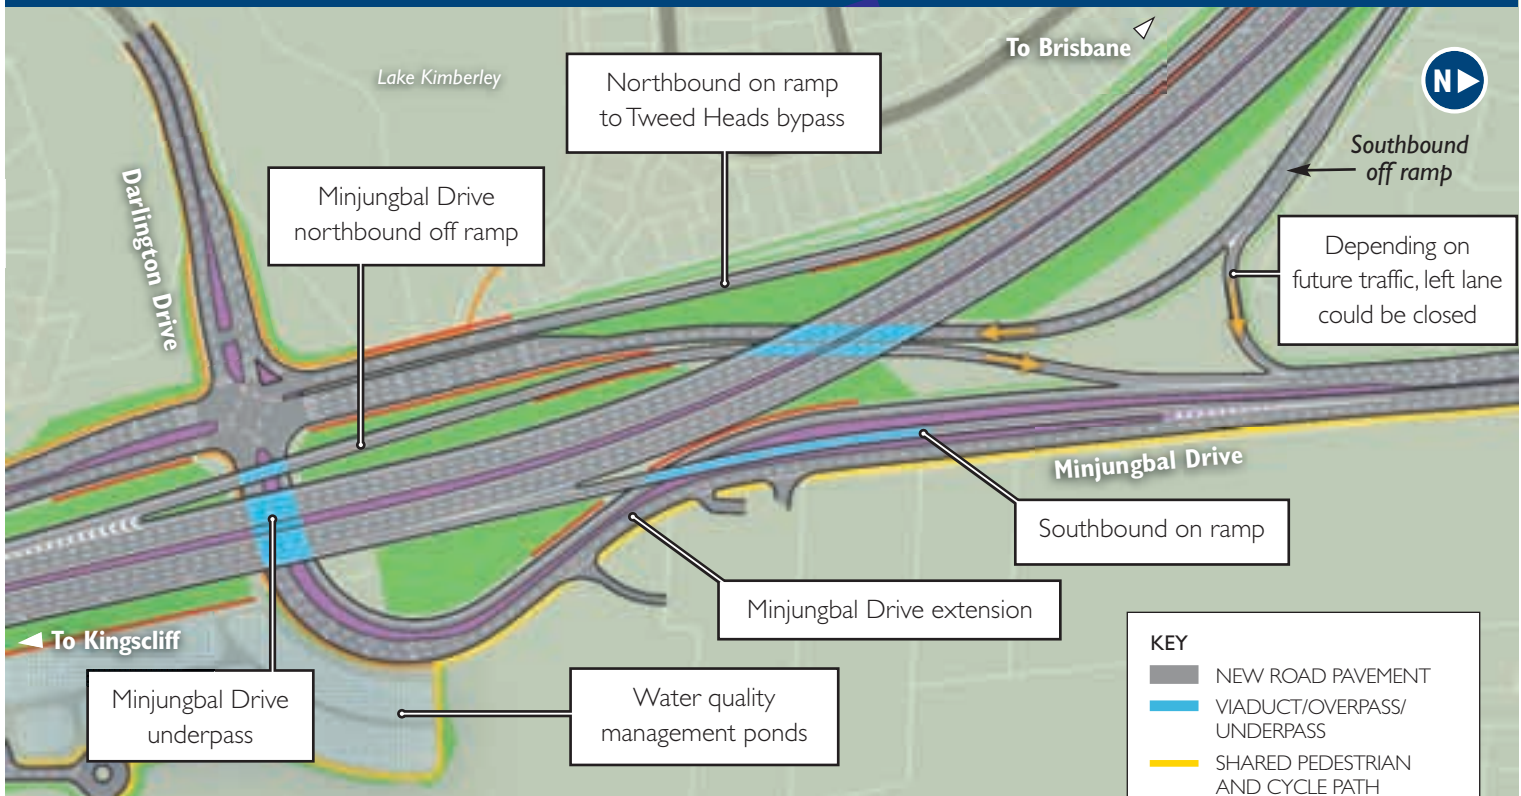 To Brisbane
N
Lake Kimberley
Northbound on ramp
to Tweed Heads bypass
Southbound
off ramp
Darlington Drive
Minjungbal Drive
northbound off ramp
Depending on
future traffic, left lane
could be closed
Minjungbal Drive
Southbound on ramp
Minjungbal Drive extension
To Kingscliff
Minjungbal Drive
underpass
Water quality
management ponds
KEY
NEW ROAD PAVEMENT
VIADUCT/OVERPASS/
UNDERPASS
SHARED PEDESTRIAN
AND CYCLE PATH